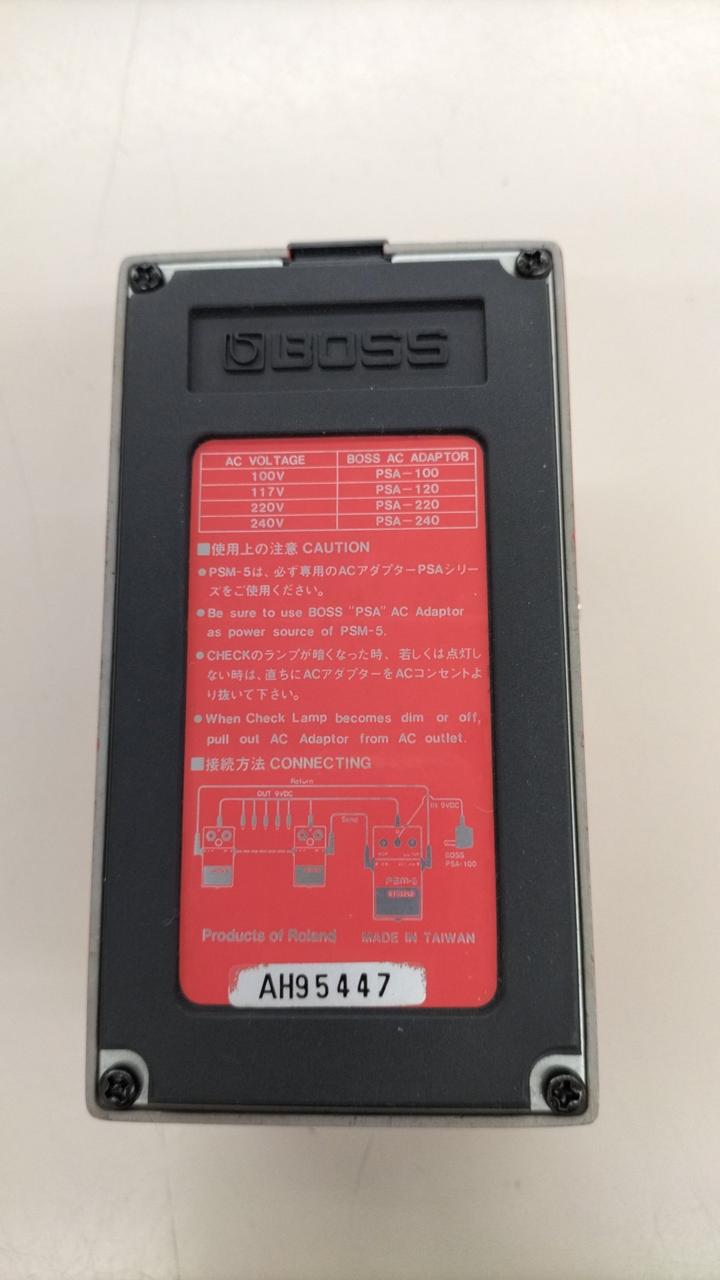 BOSS
AC VOLTAGE BOSS AC ADAPTOR
100V PSA-100
117V PSA-120
220V PSA-220
240V PSA-240
■使用上の注意 CAUTION
●PSM-5は、必ず専用のACアダプターPSAシリー
ズをご使用ください。
●Be sure to use BOSS "PSA" AC Adaptor
as power source of PSM-5.
●CHECKのランプが暗くなった時、若しくは点灯し
ない時は、直ちにACアダプターをACコンセントよ
り抜いて下さい。
●When Check Lamp becomes dim or off,
pull out AC Adaptor from AC outlet.
■接続方法 CONNECTING
Return
OUT 9VDC
IN 9VDC
Send
BOSS
PSA-100
PSM-5
Products of Roland MADE IN TAIWAN
AH95447